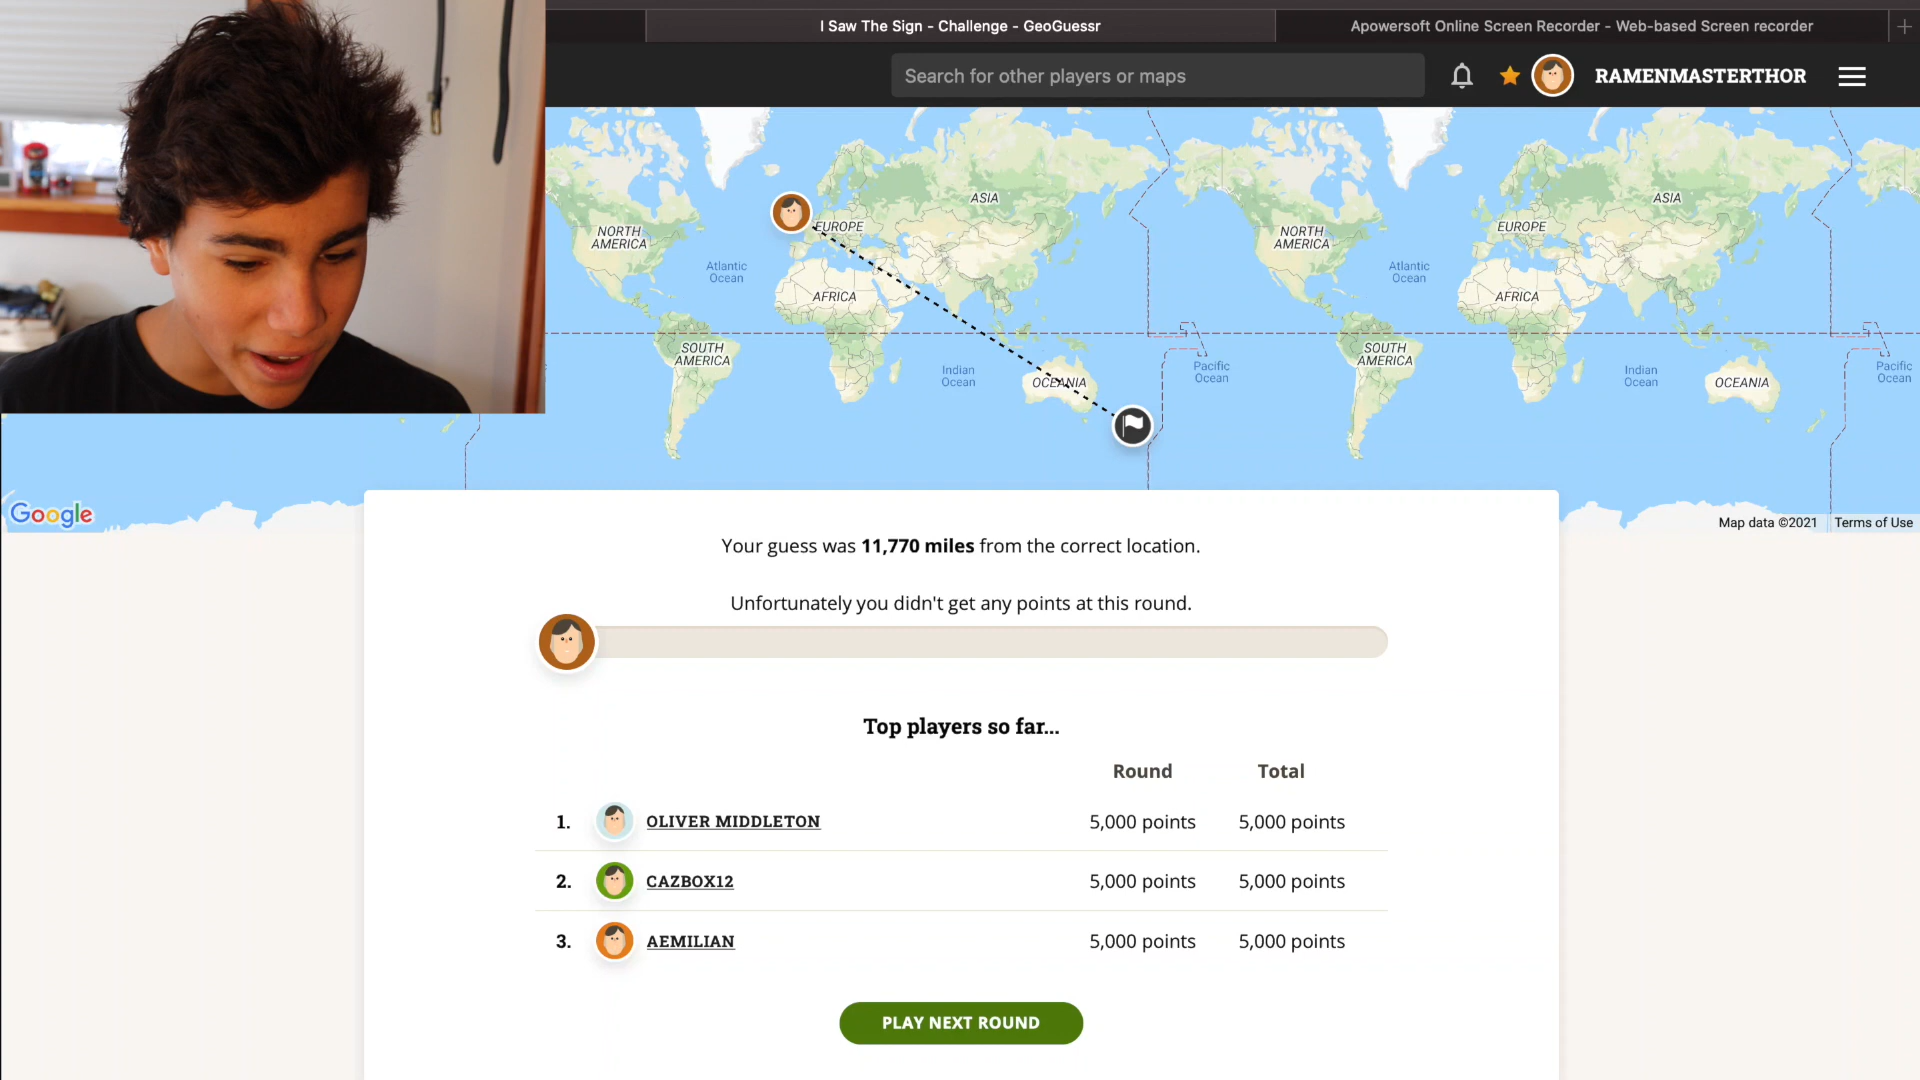 I Saw The Sign - Challenge - GeoGuessr
Apowersoft Online Screen Recorder - Web-based Screen recorder
Search for other players or maps
RAMENMASTERTHOR
NORTH
AMERICA
Atlantic
Ocean
EUROPE
ASIA
AFRICA
SOUTH
AMERICA
Indian
Ocean
OCEANIA
Pacific
Ocean
NORTH
AMERICA
Atlantic
Ocean
EUROPE
ASIA
AFRICA
SOUTH
AMERICA
Indian
Ocean
OCEANIA
Pacific
Ocean
Google
Map data ©2021
Terms of Use
Your guess was 11,770 miles from the correct location.
Unfortunately you didn't get any points at this round.
Top players so far...
Round Total
1. OLIVER MIDDLETON 5,000 points 5,000 points
2. CAZBOX12 5,000 points 5,000 points
3. AEMILIAN 5,000 points 5,000 points
PLAY NEXT ROUND